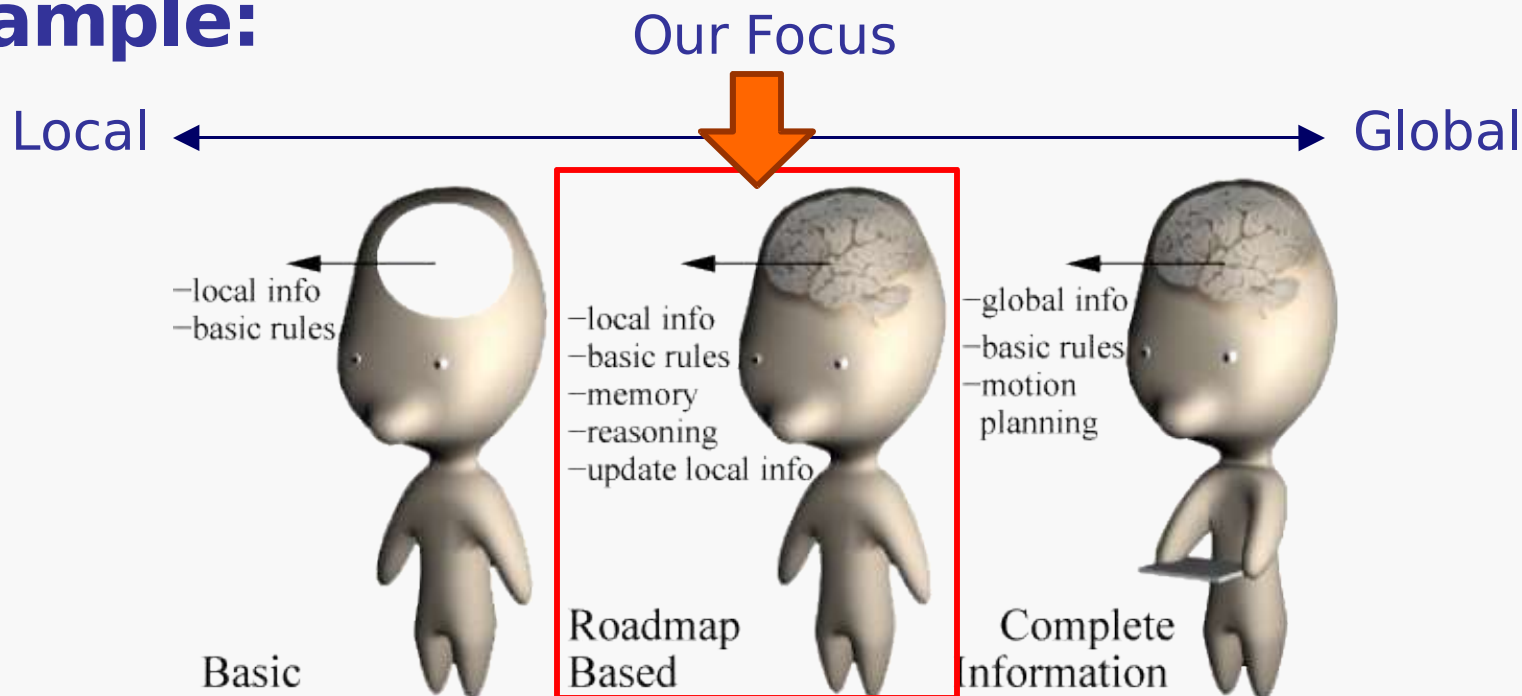 ample:
Our Focus
Local
Global
−local info
−basic rules
Basic
−local info
−basic rules
−memory
−reasoning
−update local info
Roadmap
Based
−global info
−basic rules
−motion
planning
Complete
Information